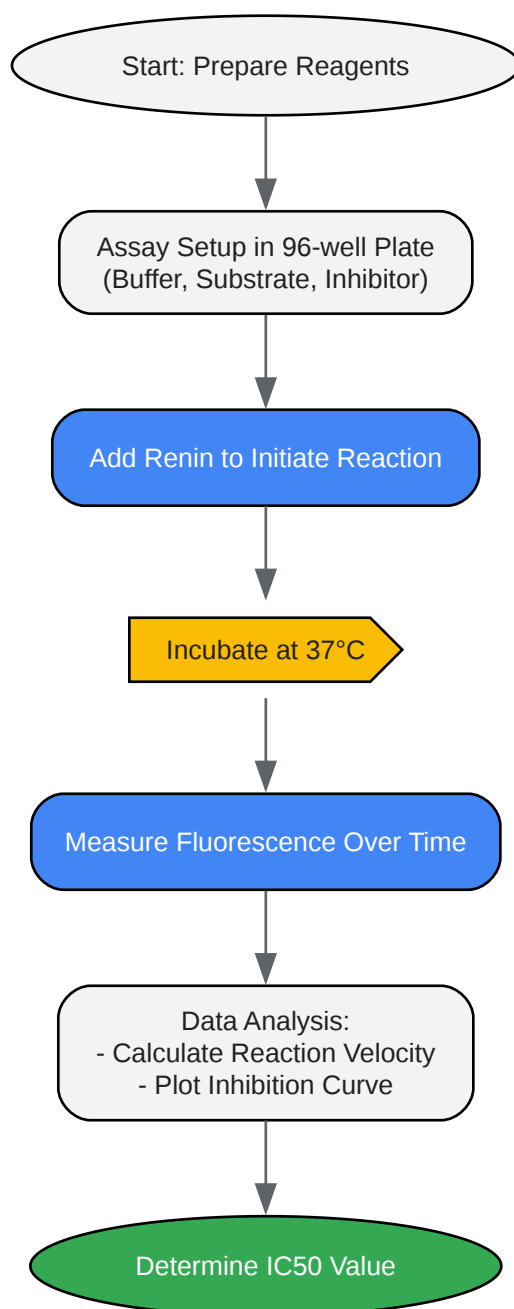 Start: Prepare Reagents
Assay Setup in 96-well Plate
(Buffer, Substrate, Inhibitor)
Add Renin to Initiate Reaction
Incubate at 37°C
Measure Fluorescence Over Time
Data Analysis:
- Calculate Reaction Velocity
- Plot Inhibition Curve
Determine IC50 Value